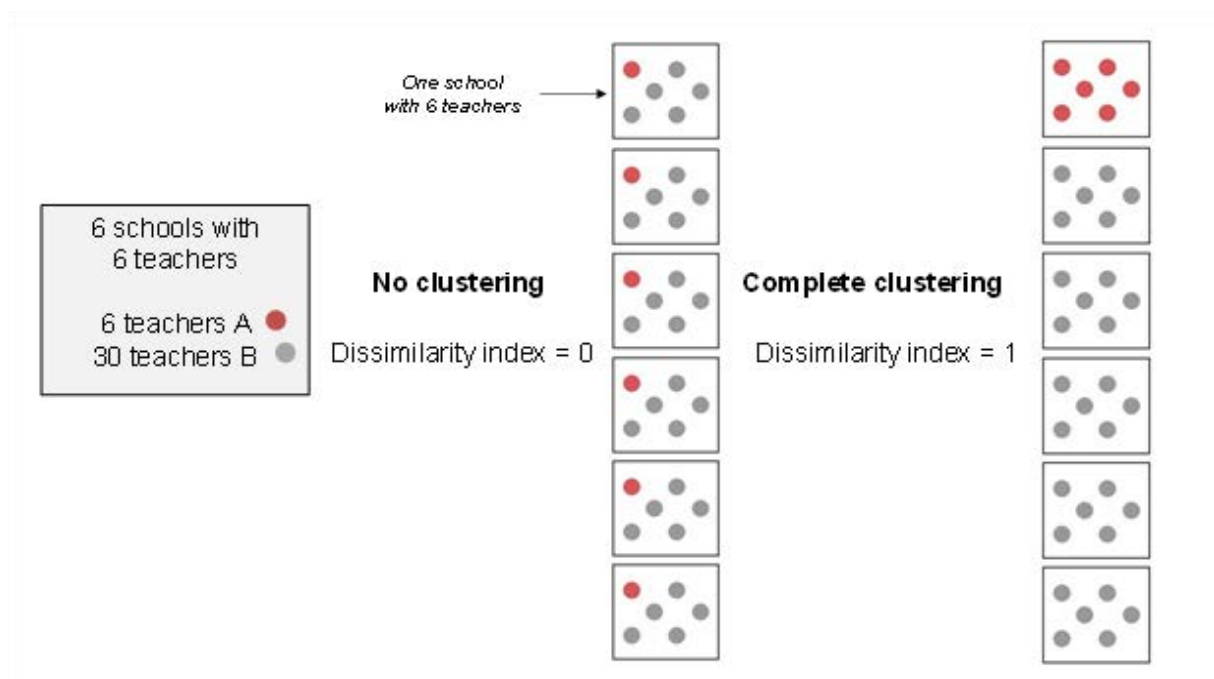 One school
with 6 teachers
6 schools with
6 teachers
6 teachers A
30 teachers B
No clustering
Dissimilarity index = 0
Complete clustering
Dissimilarity index = 1